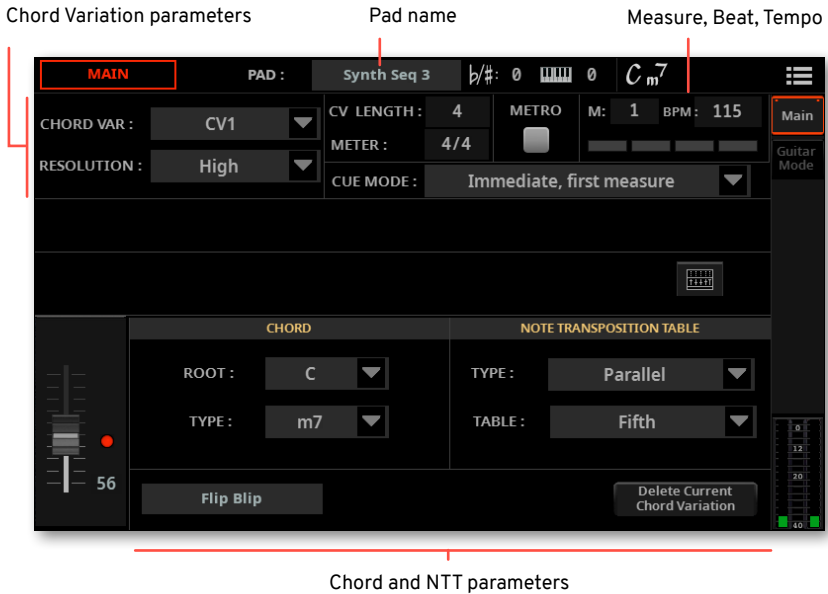 Chord Variation parameters
Pad name
Measure, Beat, Tempo
MAIN PAD : Synth Seq 3 ♭/#: 0 0 C m7
CHORD VAR : CV1 CV LENGTH : 4 METRO M: 1 BPM: 115 Main
METER : 4/4
RESOLUTION : High
Guitar
Mode
CUE MODE : Immediate, first measure
CHORD NOTE TRANSPOSITION TABLE
ROOT : C TYPE : Parallel
TYPE : m7 TABLE : Fifth
0
12
20
40
56
Flip Blip
Delete Current
Chord Variation
Chord and NTT parameters